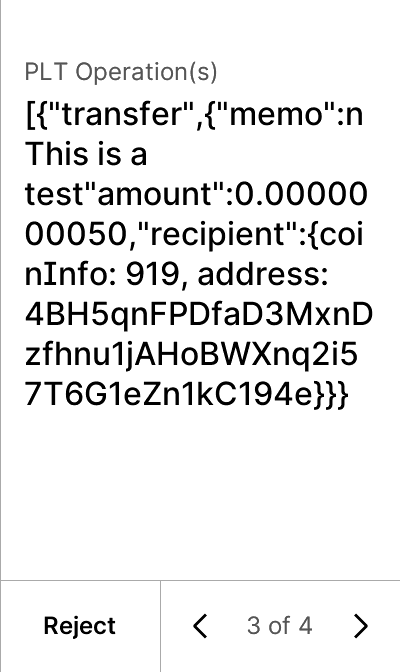 PLT Operation(s)
[{"transfer",{"memo":n
This is a
test"amount":0.00000
00050,"recipient":{coi
nInfo: 919, address:
4BH5qnFPDfaD3MxnD
zfhnu1jAHoBWXnq2i5
7T6G1eZn1kC194e}}}
Reject
3 of 4